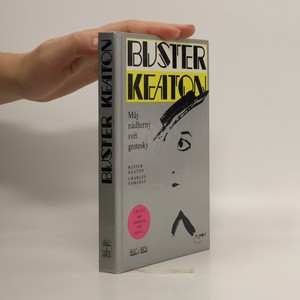 BUSTER KEATON
BUSTER
KEATON
Můj
nádherný
svět
grotesky
BUSTER
KEATON
CHARLES
SAMUELS